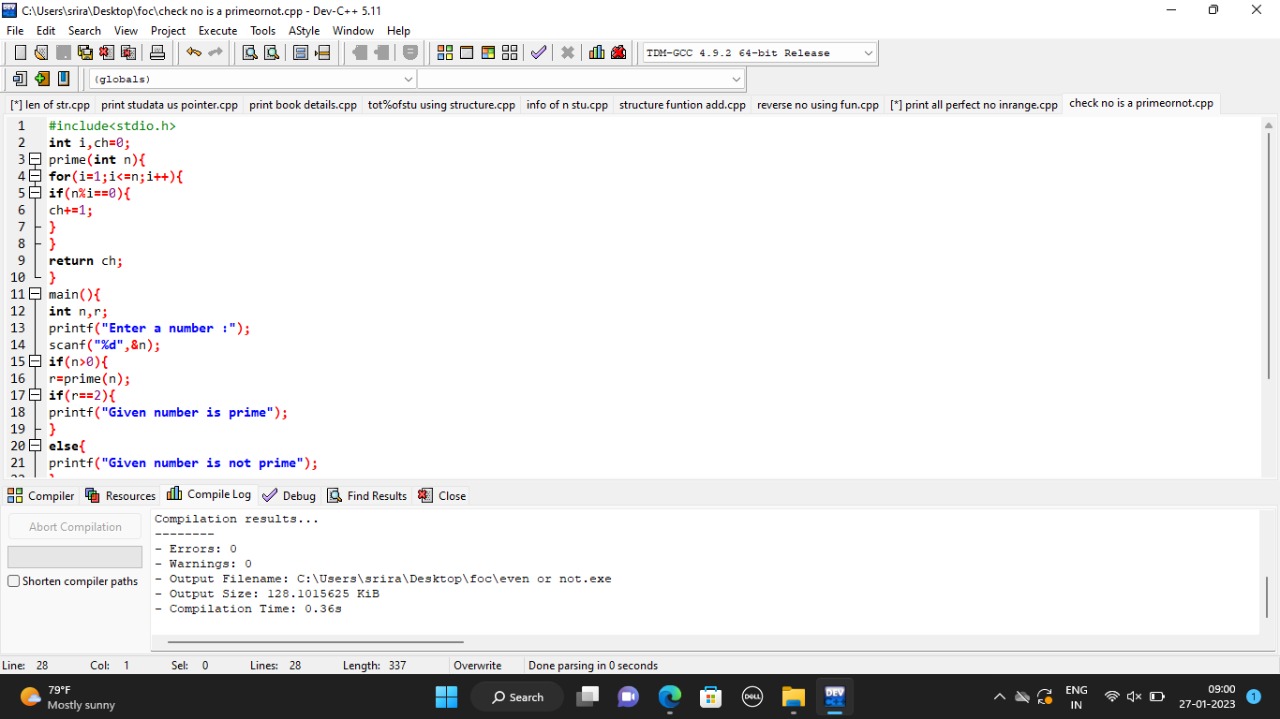 C:\Users\srira\Desktop\foc\check no is a primeornot.cpp - Dev-C++ 5.11
File Edit Search View Project Execute Tools AStyle Window Help
TDM-GCC 4.9.2 64-bit Release
(globals)
[*] len of str.cpp print studata us pointer.cpp print book details.cpp tot%ofstu using structure.cpp info of n stu.cpp structure funtion add.cpp reverse no using fun.cpp [*] print all perfect no inrange.cpp check no is a primeornot.cpp
1 #include<stdio.h>
2 int i,ch=0;
3 prime(int n){
4 for(i=1;i<=n;i++){
5 if(n%i==0){
6 ch+=1;
7 }
8 }
9 return ch;
10 }
11 main(){
12 int n,r;
13 printf("Enter a number :");
14 scanf("%d",&n);
15 if(n>0){
16 r=prime(n);
17 if(r==2){
18 printf("Given number is prime");
19 }
20 else{
21 printf("Given number is not prime");
Compiler Resources Compile Log Debug Find Results Close
Abort Compilation
Shorten compiler paths
Compilation results...
--------
- Errors: 0
- Warnings: 0
- Output Filename: C:\Users\srira\Desktop\foc\even or not.exe
- Output Size: 128.1015625 KiB
- Compilation Time: 0.36s
Line: 28 Col: 1 Sel: 0 Lines: 28 Length: 337 Overwrite Done parsing in 0 seconds
79°F
Mostly sunny
Search
DELL
DEV
ENG
IN
09:00
27-01-2023
1